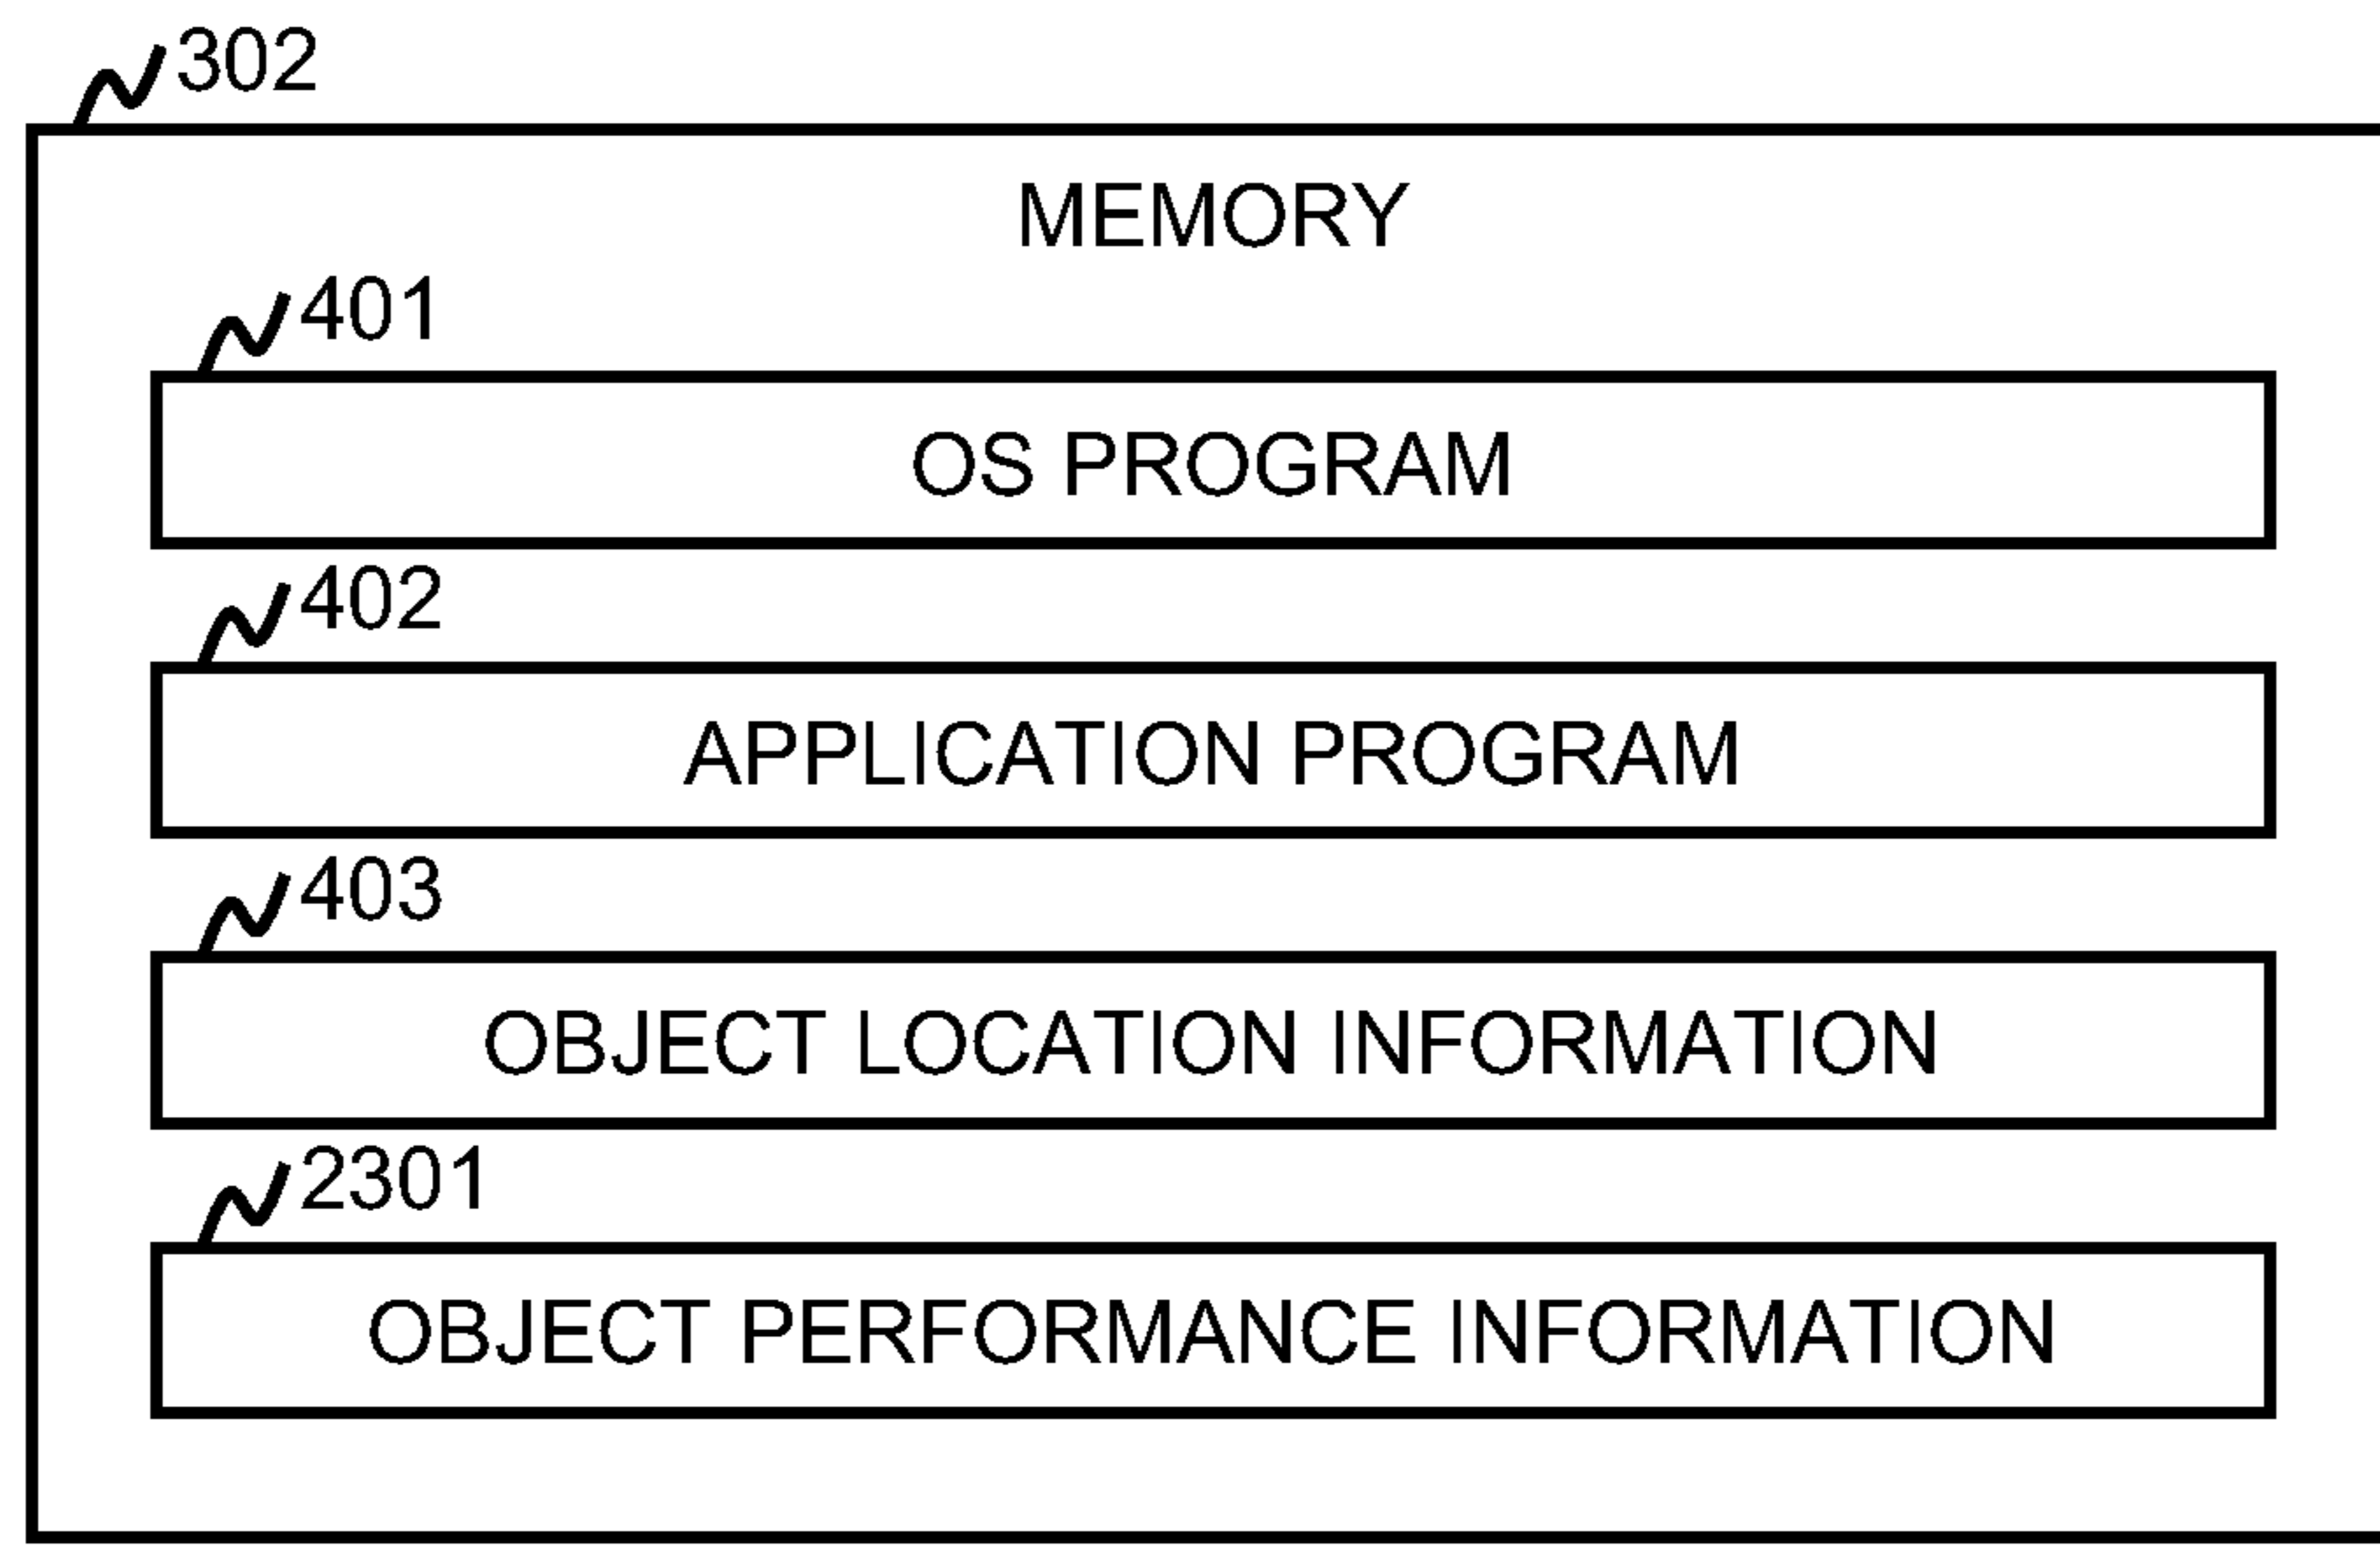 302
MEMORY
401
OS PROGRAM
402
APPLICATION PROGRAM
403
OBJECT LOCATION INFORMATION
2301
OBJECT PERFORMANCE INFORMATION